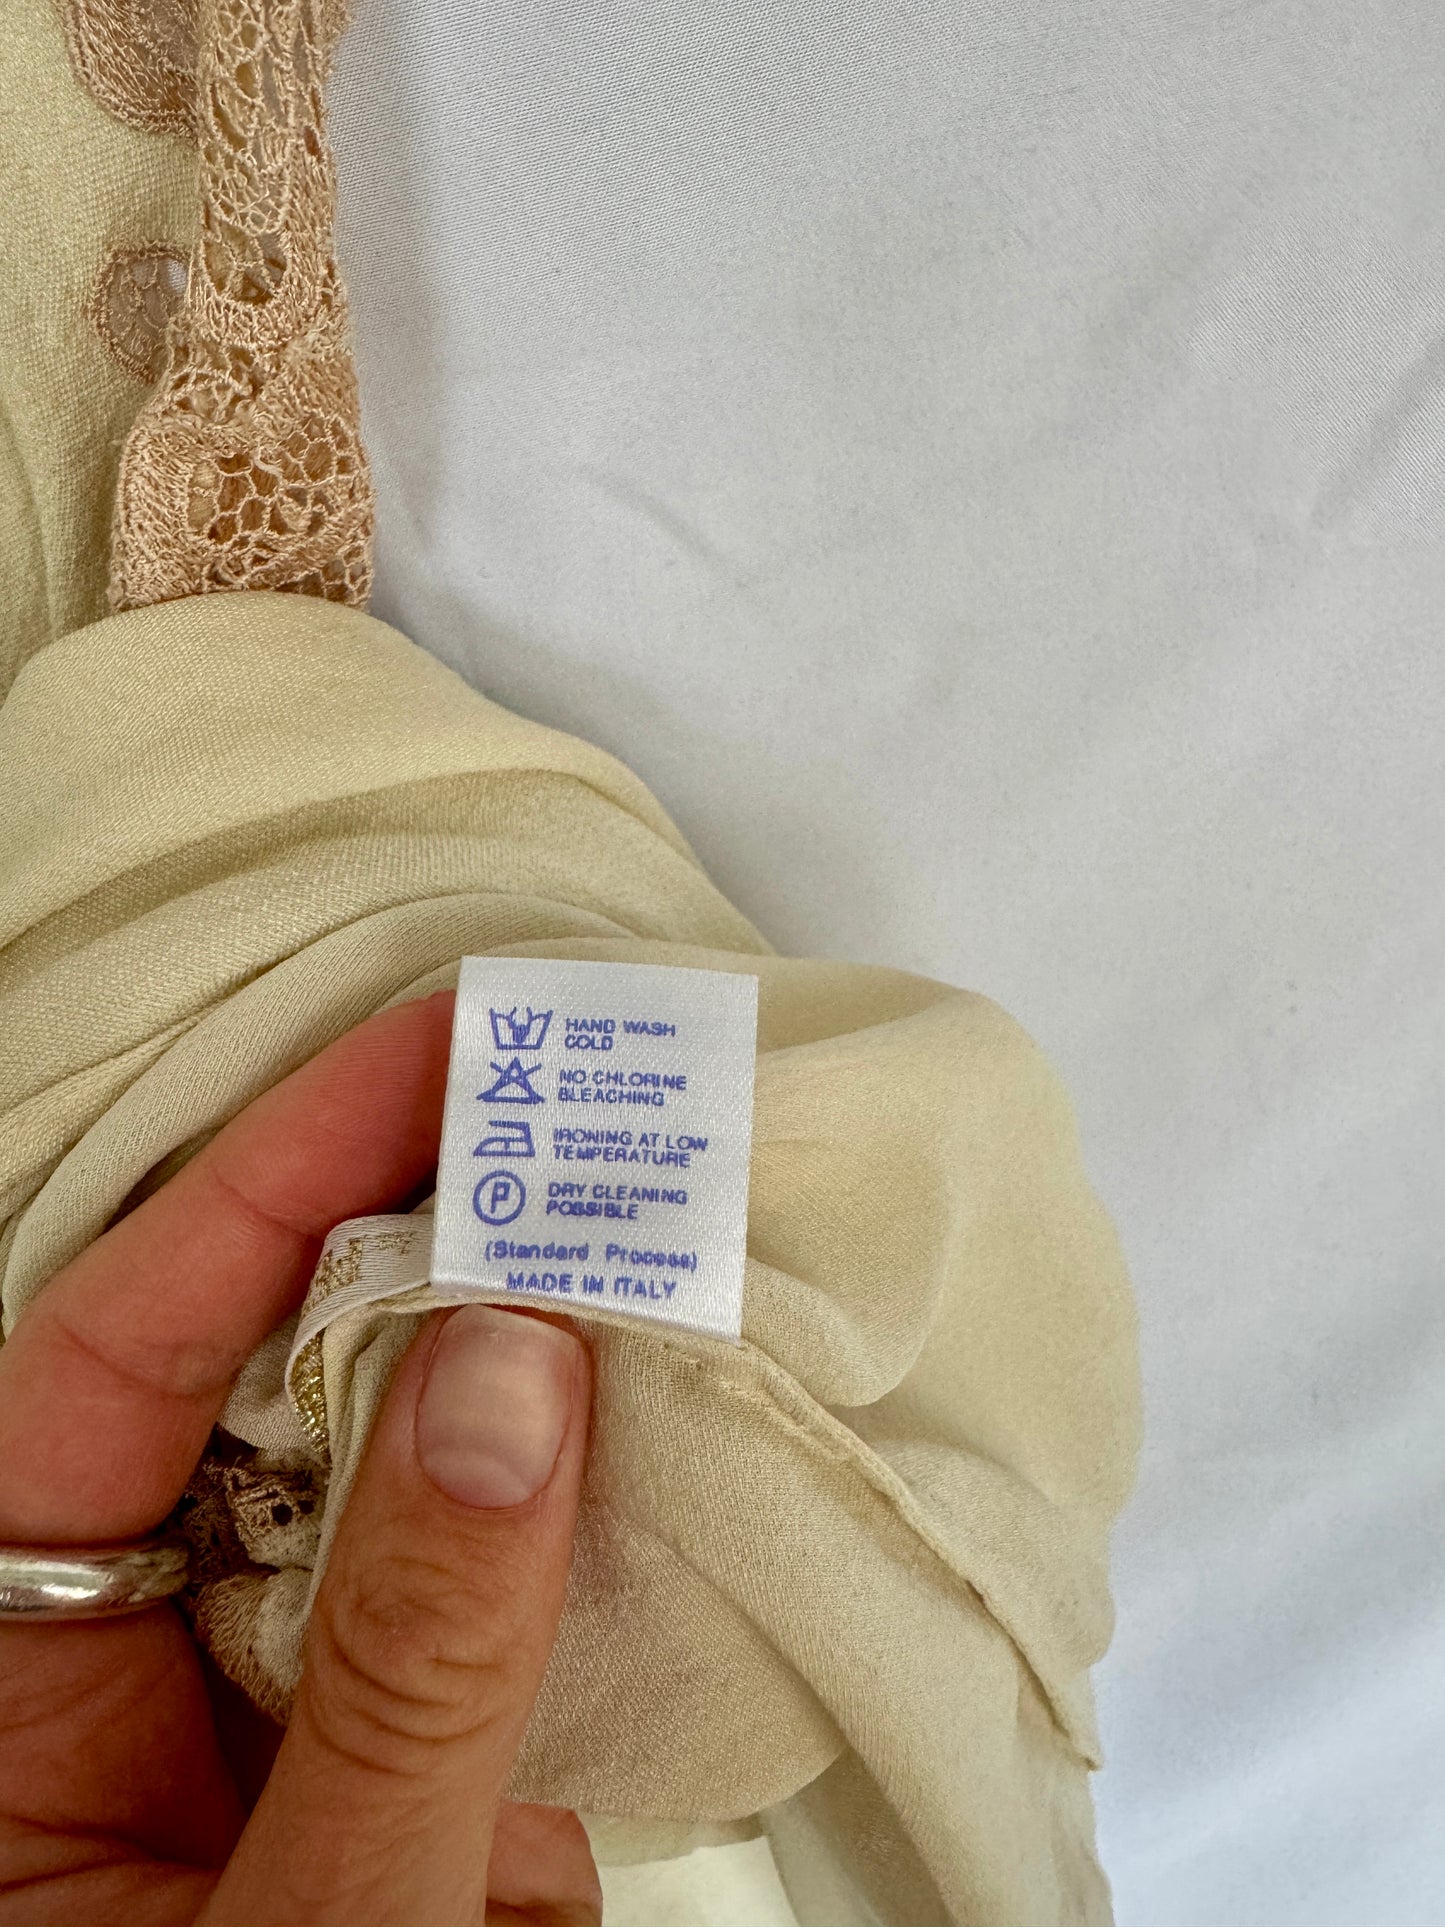 HAND WASH
COLD
NO CHLORINE
BLEACHING
IRONING AT LOW
TEMPERATURE
P
DRY CLEANING
POSSIBLE
(Standard Process)
MADE IN ITALY